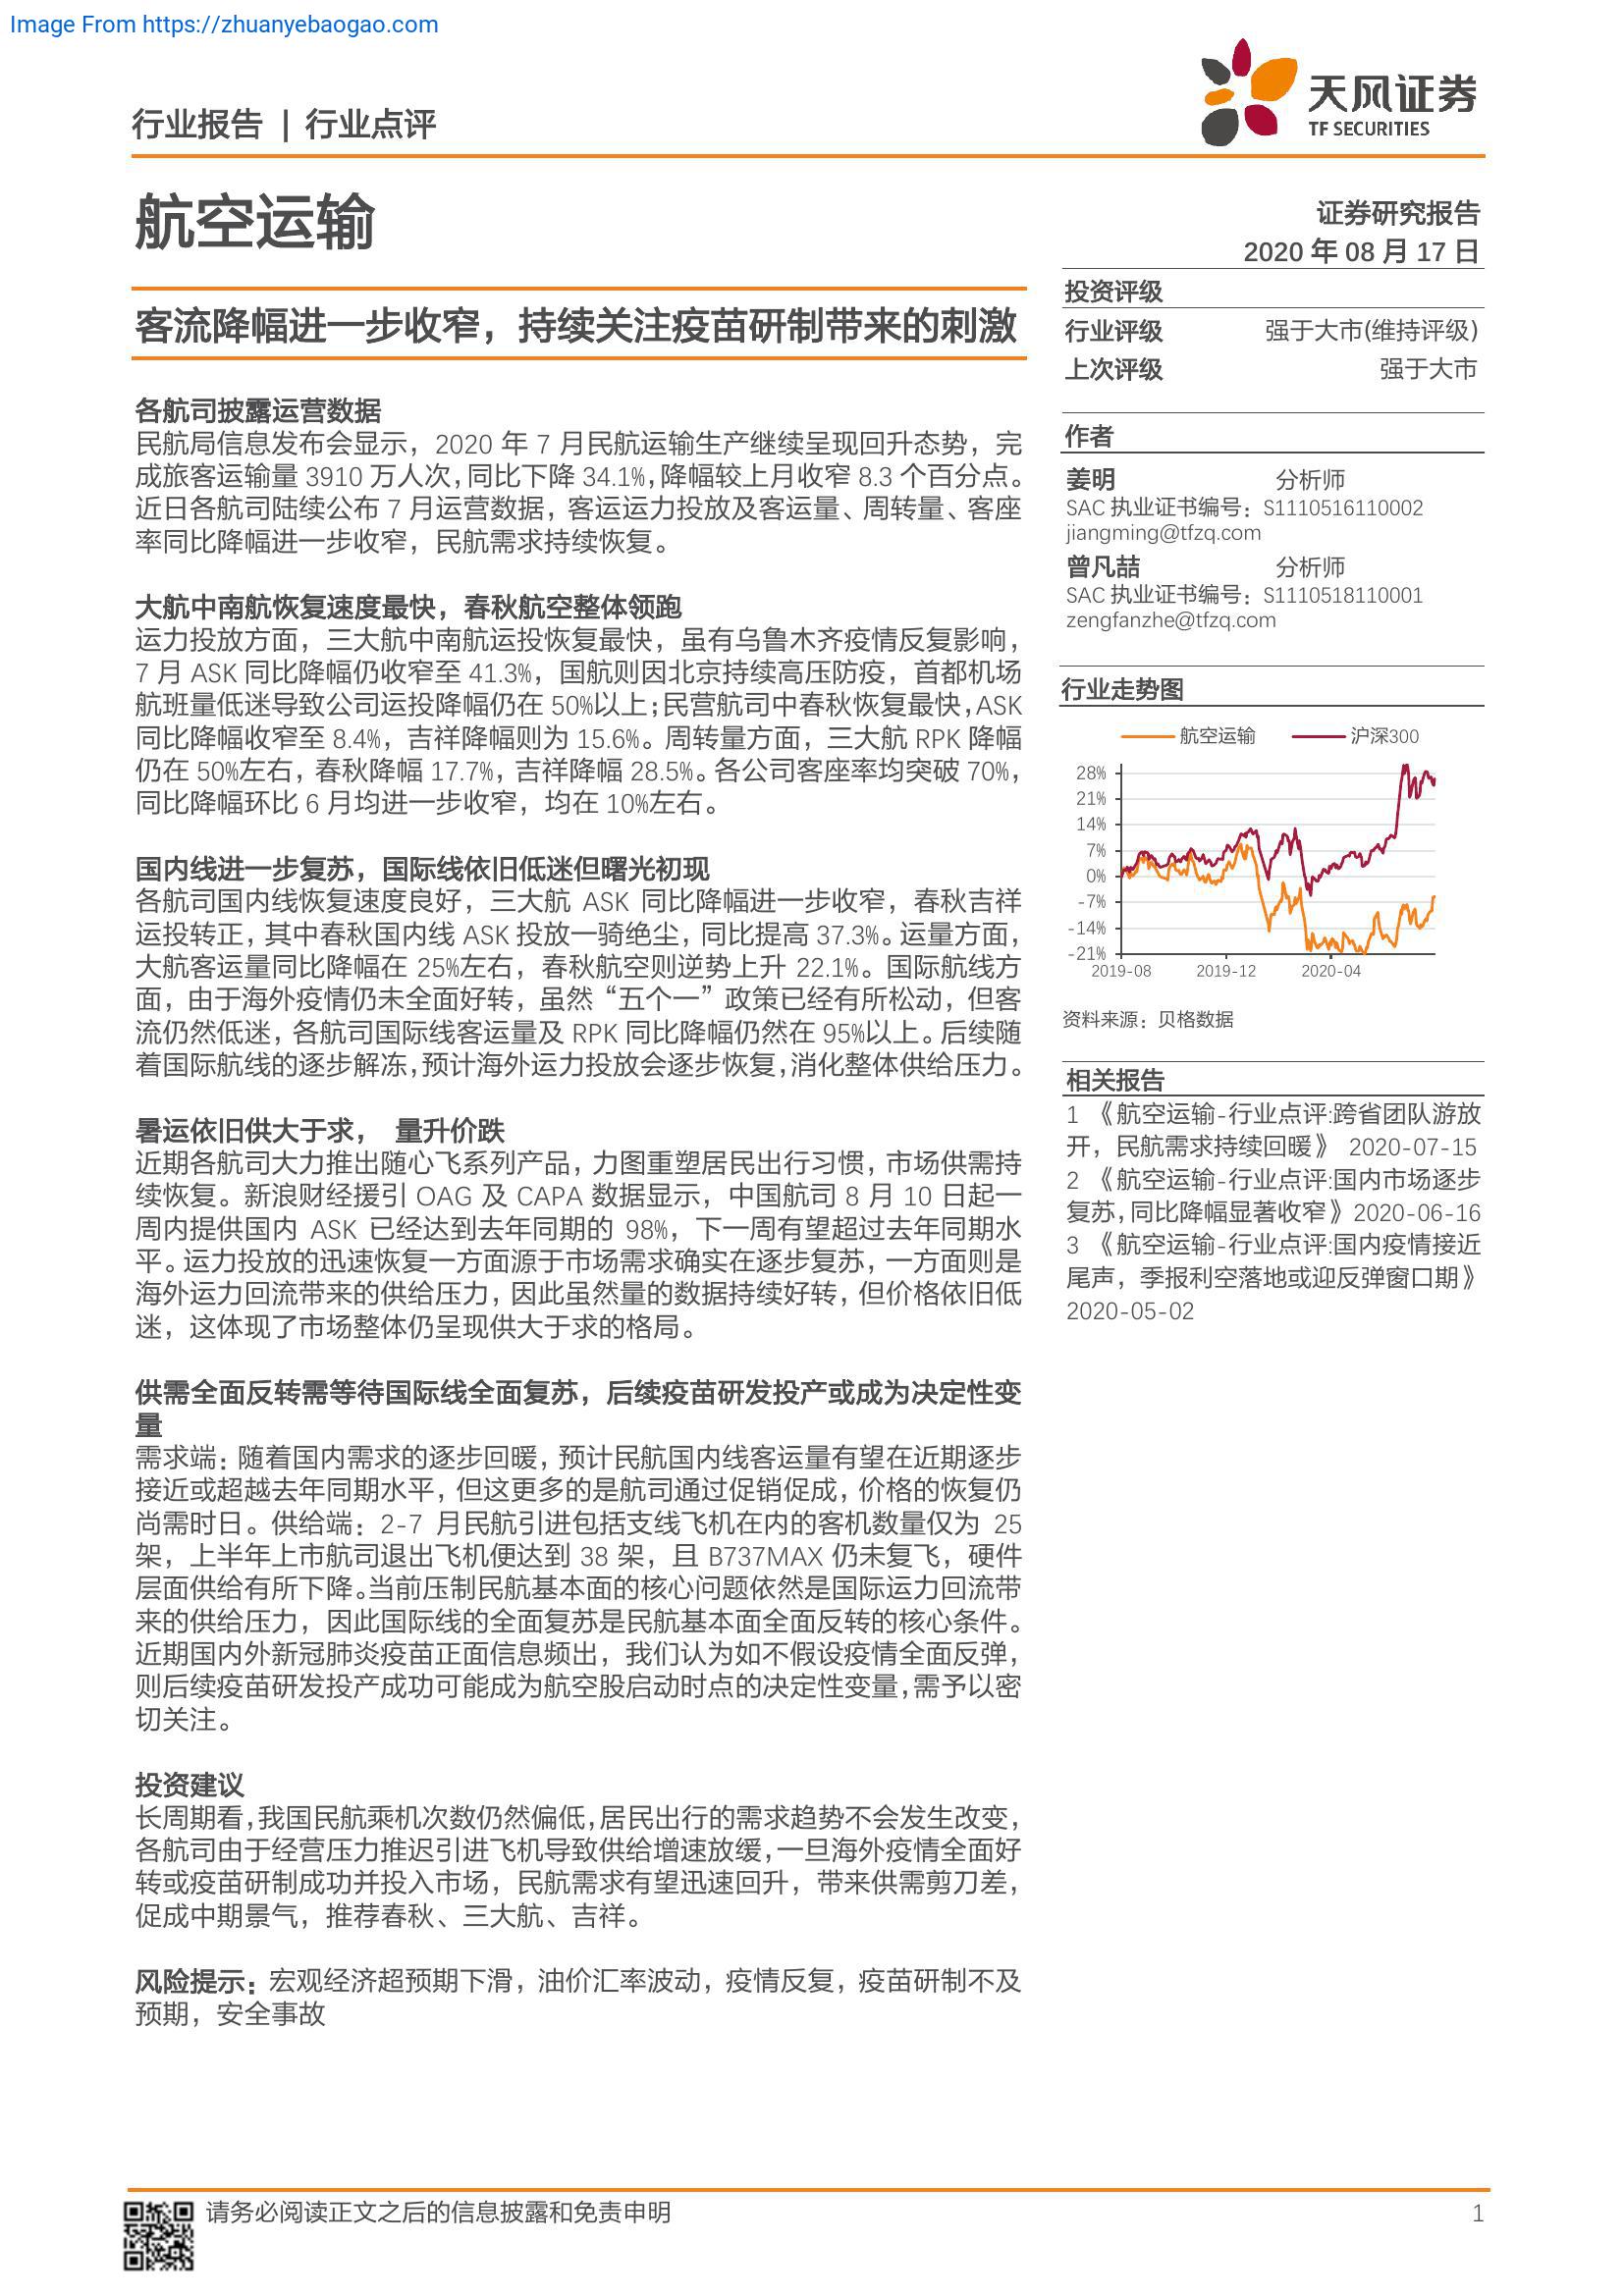 Image From https://zhuanyebaogao.com
行业报告 | 行业点评
天风证券
TF SECURITIES
航空运输
证券研究报告
2020 年 08 月 17 日
客流降幅进一步收窄，持续关注疫苗研制带来的刺激
各航司披露运营数据
民航局信息发布会显示，2020 年 7 月民航运输生产继续呈现回升态势，完
成旅客运输量 3910 万人次，同比下降 34.1%，降幅较上月收窄 8.3 个百分点。
近日各航司陆续公布 7 月运营数据，客运运力投放及客运量、周转量、客座
率同比降幅进一步收窄，民航需求持续恢复。
大航中南航恢复速度最快，春秋航空整体领跑
运力投放方面，三大航中南航运投恢复最快，虽有乌鲁木齐疫情反复影响，
7 月 ASK 同比降幅仍收窄至 41.3%，国航则因北京持续高压防疫，首都机场
航班量低迷导致公司运投降幅仍在 50%以上；民营航司中春秋恢复最快，ASK
同比降幅收窄至 8.4%，吉祥降幅则为 15.6%。周转量方面，三大航 RPK 降幅
仍在 50%左右，春秋降幅 17.7%，吉祥降幅 28.5%。各公司客座率均突破 70%，
同比降幅环比 6 月均进一步收窄，均在 10%左右。
国内线进一步复苏，国际线依旧低迷但曙光初现
各航司国内线恢复速度良好，三大航 ASK 同比降幅进一步收窄，春秋吉祥
运投转正，其中春秋国内线 ASK 投放一骑绝尘，同比提高 37.3%。运量方面，
大航客运量同比降幅在 25%左右，春秋航空则逆势上升 22.1%。国际航线方
面，由于海外疫情仍未全面好转，虽然“五个一”政策已经有所松动，但客
流仍然低迷，各航司国际线客运量及 RPK 同比降幅仍然在 95%以上。后续随
着国际航线的逐步解冻，预计海外运力投放会逐步恢复，消化整体供给压力。
暑运依旧供大于求， 量升价跌
近期各航司大力推出随心飞系列产品，力图重塑居民出行习惯，市场供需持
续恢复。新浪财经援引 OAG 及 CAPA 数据显示，中国航司 8 月 10 日起一
周内提供国内 ASK 已经达到去年同期的 98%，下一周有望超过去年同期水
平。运力投放的迅速恢复一方面源于市场需求确实在逐步复苏，一方面则是
海外运力回流带来的供给压力，因此虽然量的数据持续好转，但价格依旧低
迷，这体现了市场整体仍呈现供大于求的格局。
供需全面反转需等待国际线全面复苏，后续疫苗研发投产或成为决定性变
量
需求端：随着国内需求的逐步回暖，预计民航国内线客运量有望在近期逐步
接近或超越去年同期水平，但这更多的是航司通过促销促成，价格的恢复仍
尚需时日。供给端：2-7 月民航引进包括支线飞机在内的客机数量仅为 25
架，上半年上市航司退出飞机便达到 38 架，且 B737MAX 仍未复飞，硬件
层面供给有所下降。当前压制民航基本面的核心问题依然是国际运力回流带
来的供给压力，因此国际线的全面复苏是民航基本面全面反转的核心条件。
近期国内外新冠肺炎疫苗正面信息频出，我们认为如不假设疫情全面反弹，
则后续疫苗研发投产成功可能成为航空股启动时点的决定性变量，需予以密
切关注。
投资建议
长周期看，我国民航乘机次数仍然偏低，居民出行的需求趋势不会发生改变，
各航司由于经营压力推迟引进飞机导致供给增速放缓，一旦海外疫情全面好
转或疫苗研制成功并投入市场，民航需求有望迅速回升，带来供需剪刀差，
促成中期景气，推荐春秋、三大航、吉祥。
风险提示：宏观经济超预期下滑，油价汇率波动，疫情反复，疫苗研制不及
预期，安全事故
投资评级
行业评级 强于大市(维持评级)
上次评级 强于大市
作者
姜明 分析师
SAC 执业证书编号：S1110516110002
jiangming@tfzq.com
曾凡喆 分析师
SAC 执业证书编号：S1110518110001
zengfanzhe@tfzq.com
行业走势图
航空运输 沪深300
28%
21%
14%
7%
0%
-7%
-14%
-21%
2019-08 2019-12 2020-04
资料来源：贝格数据
相关报告
1 《航空运输-行业点评:跨省团队游放
开，民航需求持续回暖》 2020-07-15
2 《航空运输-行业点评:国内市场逐步
复苏，同比降幅显著收窄》 2020-06-16
3 《航空运输-行业点评:国内疫情接近
尾声，季报利空落地或迎反弹窗口期》
2020-05-02
请务必阅读正文之后的信息披露和免责申明 1